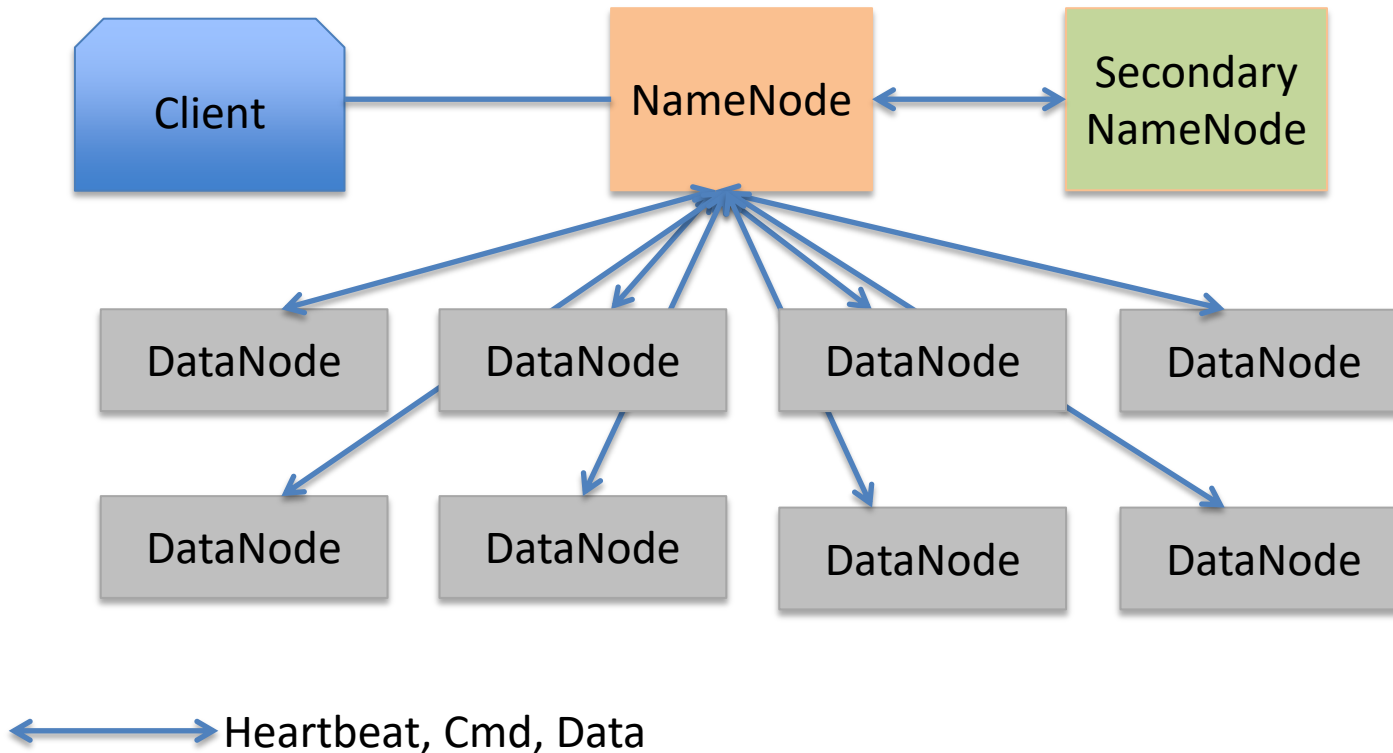 Client
NameNode
Secondary
NameNode
DataNode
DataNode
DataNode
DataNode
DataNode
DataNode
DataNode
DataNode
Heartbeat, Cmd, Data